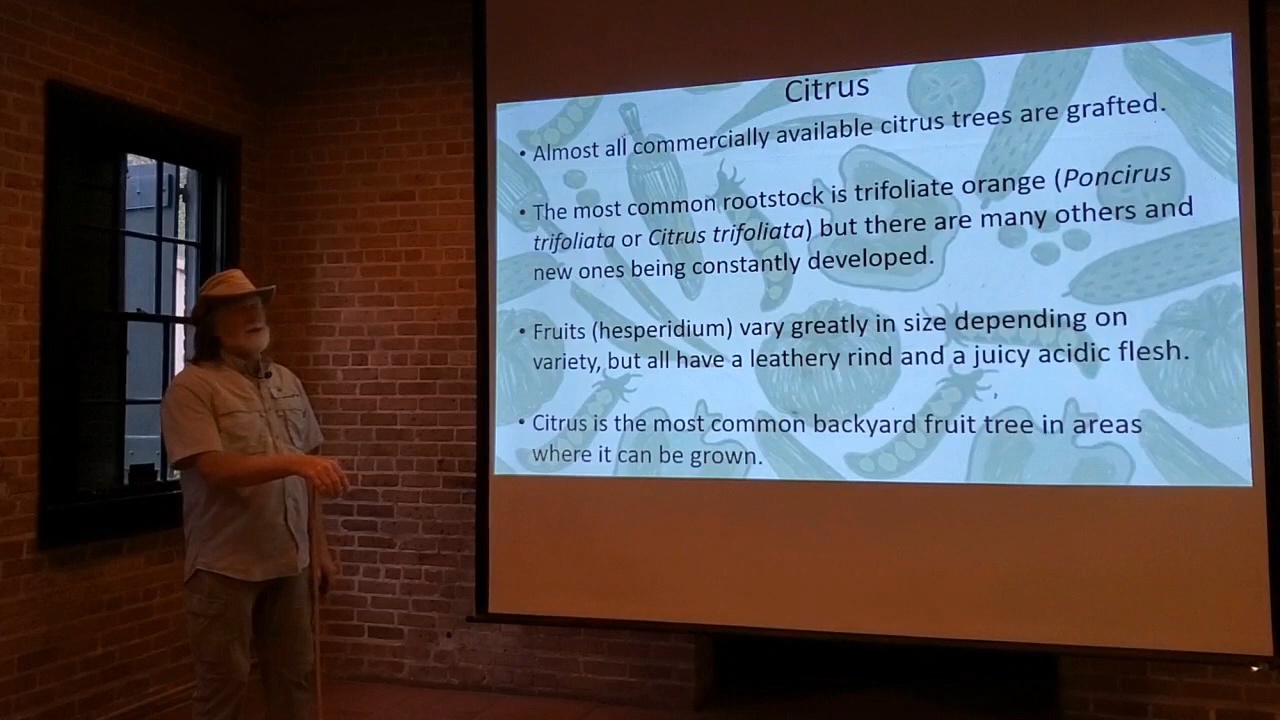 Citrus
• Almost all commercially available citrus trees are grafted.
• The most common rootstock is trifoliate orange (Poncirus
trifoliata or Citrus trifoliata) but there are many others and
new ones being constantly developed.
• Fruits (hesperidium) vary greatly in size depending on
variety, but all have a leathery rind and a juicy acidic flesh.
• Citrus is the most common backyard fruit tree in areas
where it can be grown.